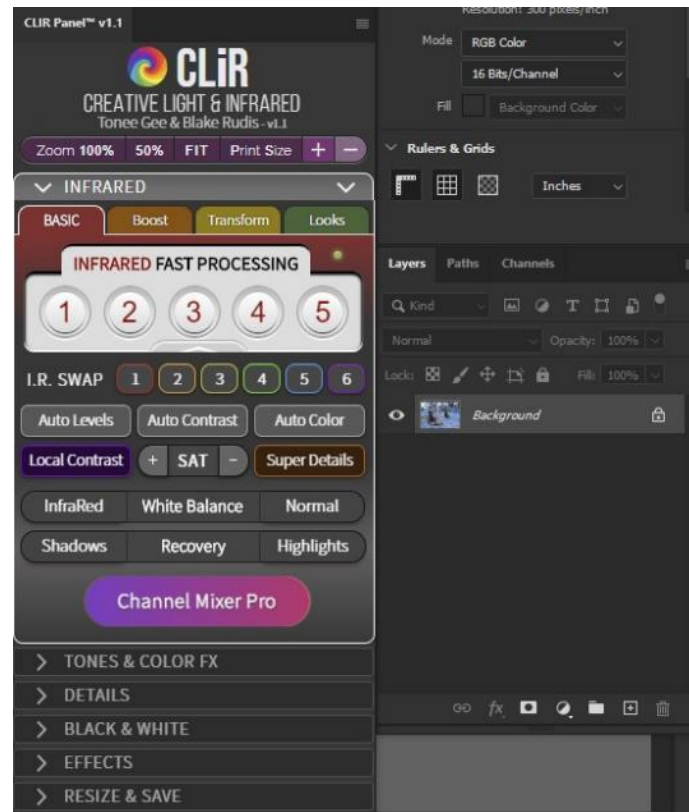 CLIR Panel™ v1.1
CLiR
CREATIVE LIGHT & INFRARED
Tonee Gee & Blake Rudis - v1.1
Zoom 100% 50% FIT Print Size + −
INFRARED
BASIC Boost Transform Looks
INFRARED FAST PROCESSING
1 2 3 4 5
I.R. SWAP 1 2 3 4 5 6
Auto Levels Auto Contrast Auto Color
Local Contrast + SAT − Super Details
InfraRed White Balance Normal
Shadows Recovery Highlights
Channel Mixer Pro
TONES & COLOR FX
DETAILS
BLACK & WHITE
EFFECTS
RESIZE & SAVE
Resolution: 300 pixels/inch
Mode RGB Color
16 Bits/Channel
Fill Background Color
Rulers & Grids
Inches
Layers Paths Channels
Kind
Normal Opacity: 100%
Lock: Fill: 100%
Background
fx